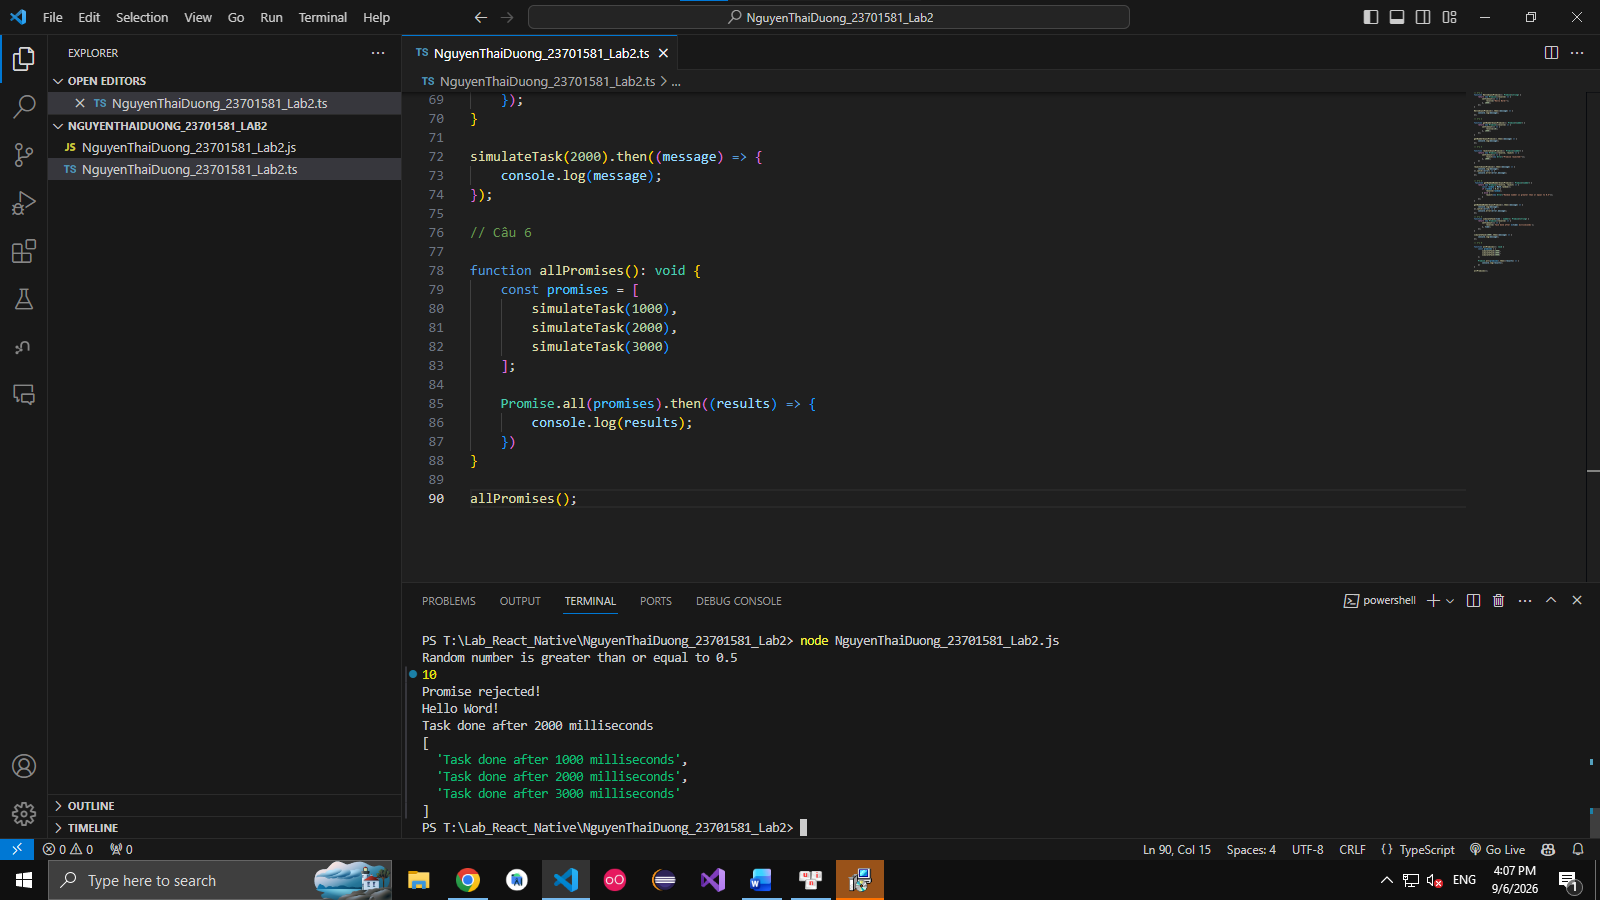 File Edit Selection View Go Run Terminal Help
NguyenThaiDuong_23701581_Lab2
EXPLORER
OPEN EDITORS
TS NguyenThaiDuong_23701581_Lab2.ts
NGUYENTHAIDUONG_23701581_LAB2
JS NguyenThaiDuong_23701581_Lab2.js
TS NguyenThaiDuong_23701581_Lab2.ts
OUTLINE
TIMELINE
TS NguyenThaiDuong_23701581_Lab2.ts
TS NguyenThaiDuong_23701581_Lab2.ts > ...
69 });
70 }
71
72 simulateTask(2000).then((message) => {
73 console.log(message);
74 });
75
76 // Câu 6
77
78 function allPromises(): void {
79 const promises = [
80 simulateTask(1000),
81 simulateTask(2000),
82 simulateTask(3000)
83 ];
84
85 Promise.all(promises).then((results) => {
86 console.log(results);
87 })
88 }
89
90 allPromises();
PROBLEMS OUTPUT TERMINAL PORTS DEBUG CONSOLE
powershell
PS T:\Lab_React_Native\NguyenThaiDuong_23701581_Lab2> node NguyenThaiDuong_23701581_Lab2.js
Random number is greater than or equal to 0.5
10
Promise rejected!
Hello Word!
Task done after 2000 milliseconds
[
'Task done after 1000 milliseconds',
'Task done after 2000 milliseconds',
'Task done after 3000 milliseconds'
]
PS T:\Lab_React_Native\NguyenThaiDuong_23701581_Lab2>
0 0 0
Ln 90, Col 15 Spaces: 4 UTF-8 CRLF {} TypeScript Go Live
Type here to search
ENG
4:07 PM
9/6/2026
1